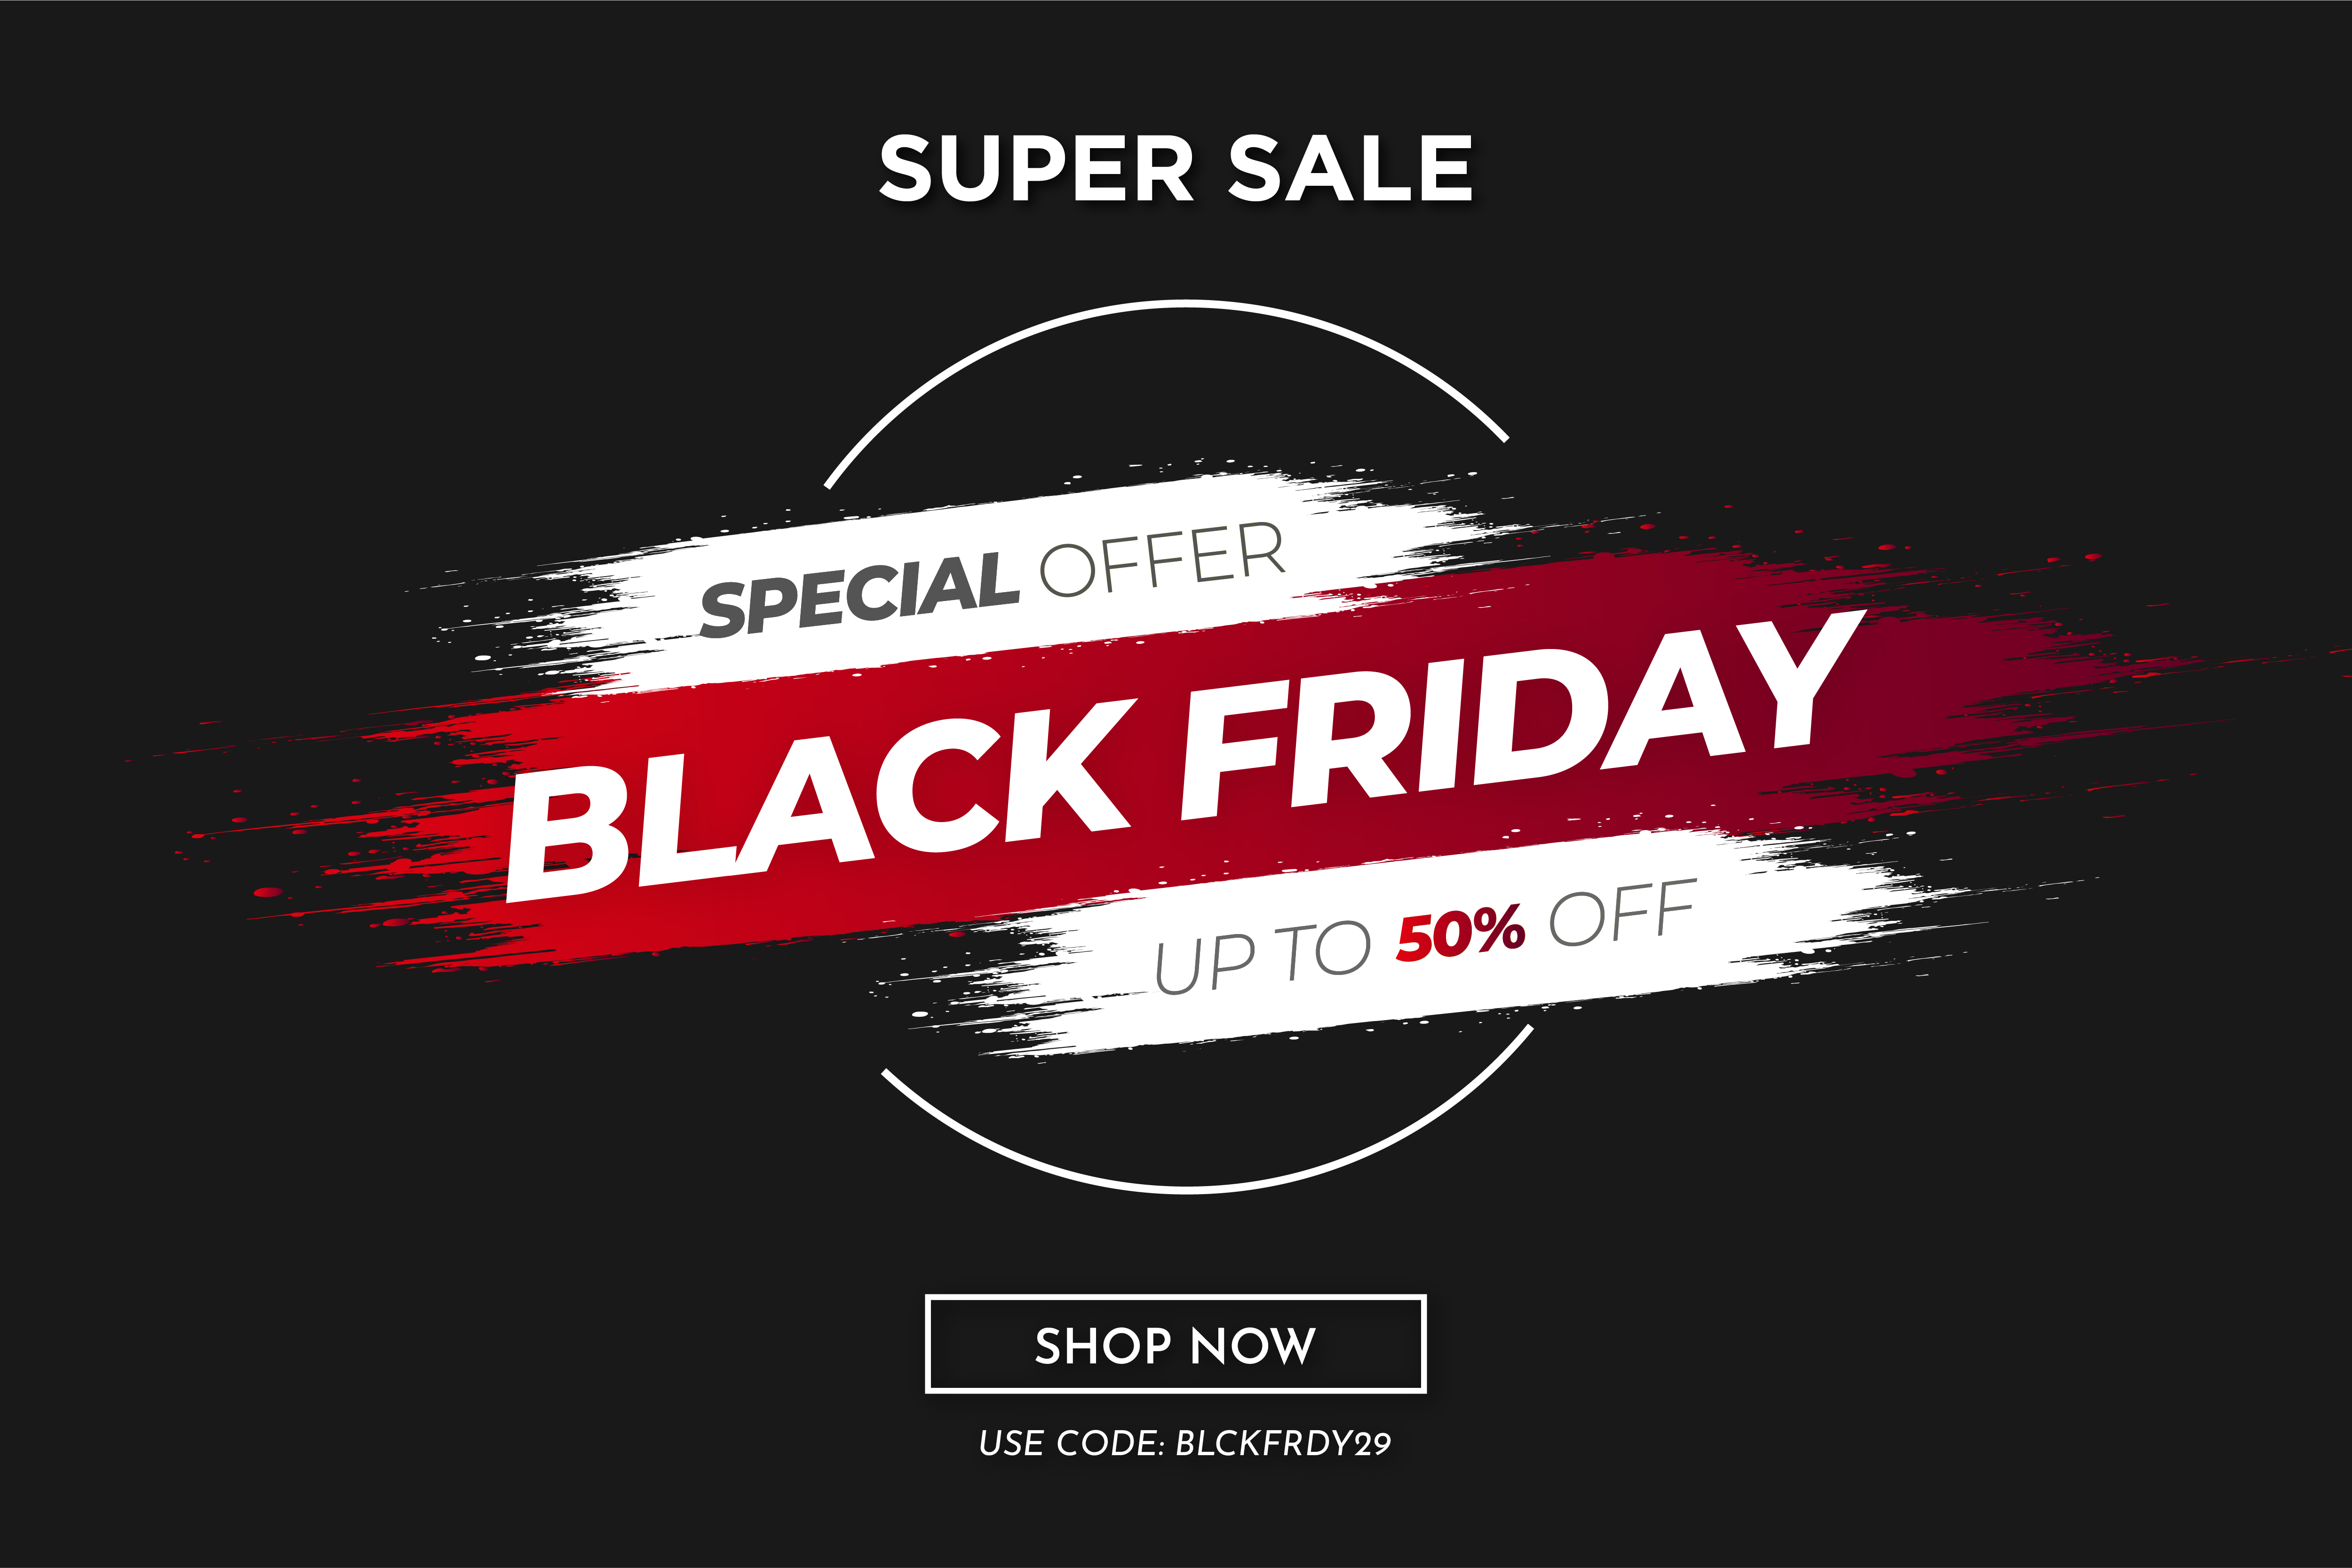 SUPER SALE
SPECIAL OFFER
BLACK FRIDAY
UP TO 50% OFF
SHOP NOW
USE CODE: BLCKFRDY29